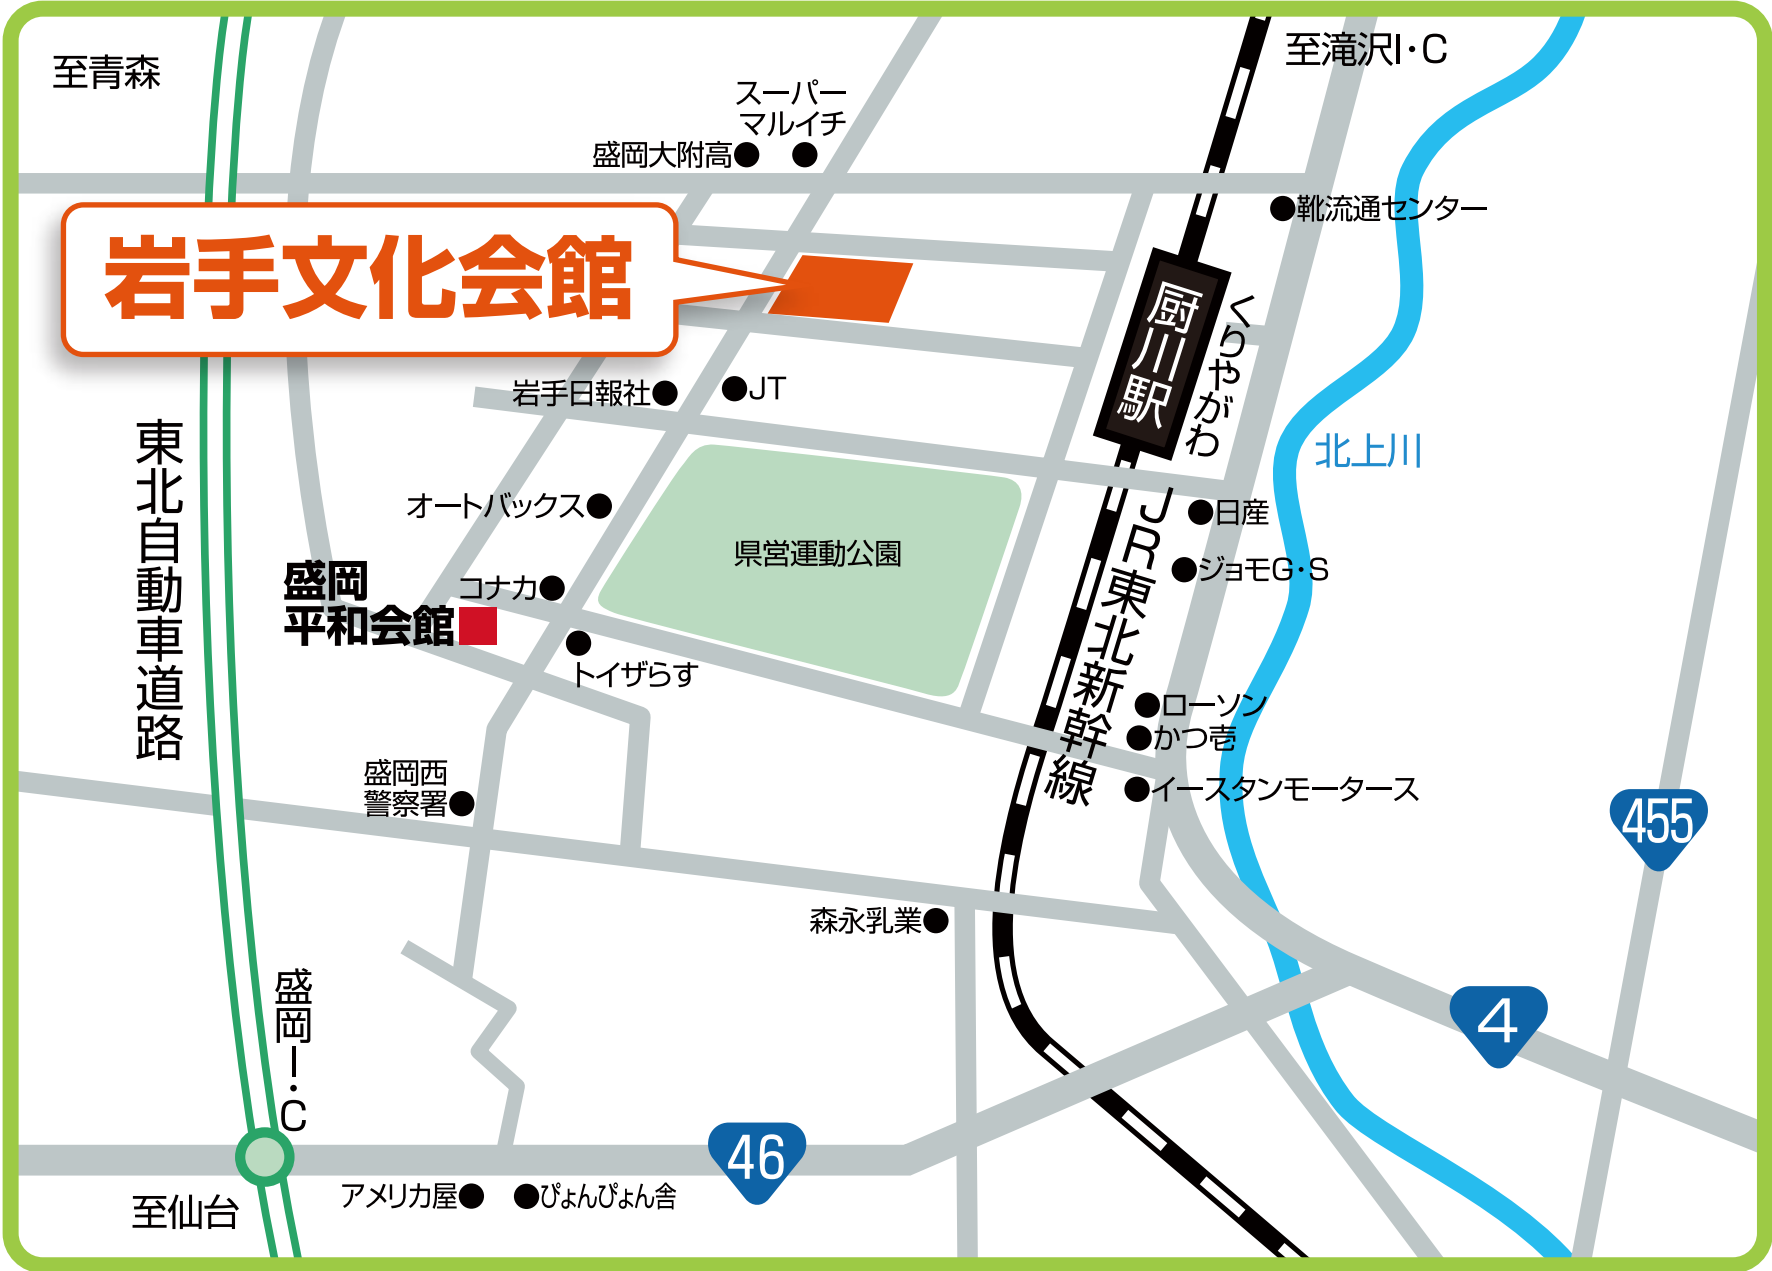 至青森
至滝沢I・C
スーパー
マルイチ
盛岡大附高
靴流通センター
岩手文化会館
厨川駅
くりやがわ
岩手日報社
JT
東北自動車道路
北上川
オートバックス
日産
県営運動公園
JR東北新幹線
ジョモG・S
盛岡
平和会館
コナカ
トイザらす
ローソン
かつ壱
盛岡西
警察署
イースタンモータース
455
森永乳業
盛岡I・C
4
46
至仙台
アメリカ屋
ぴょんぴょん舎